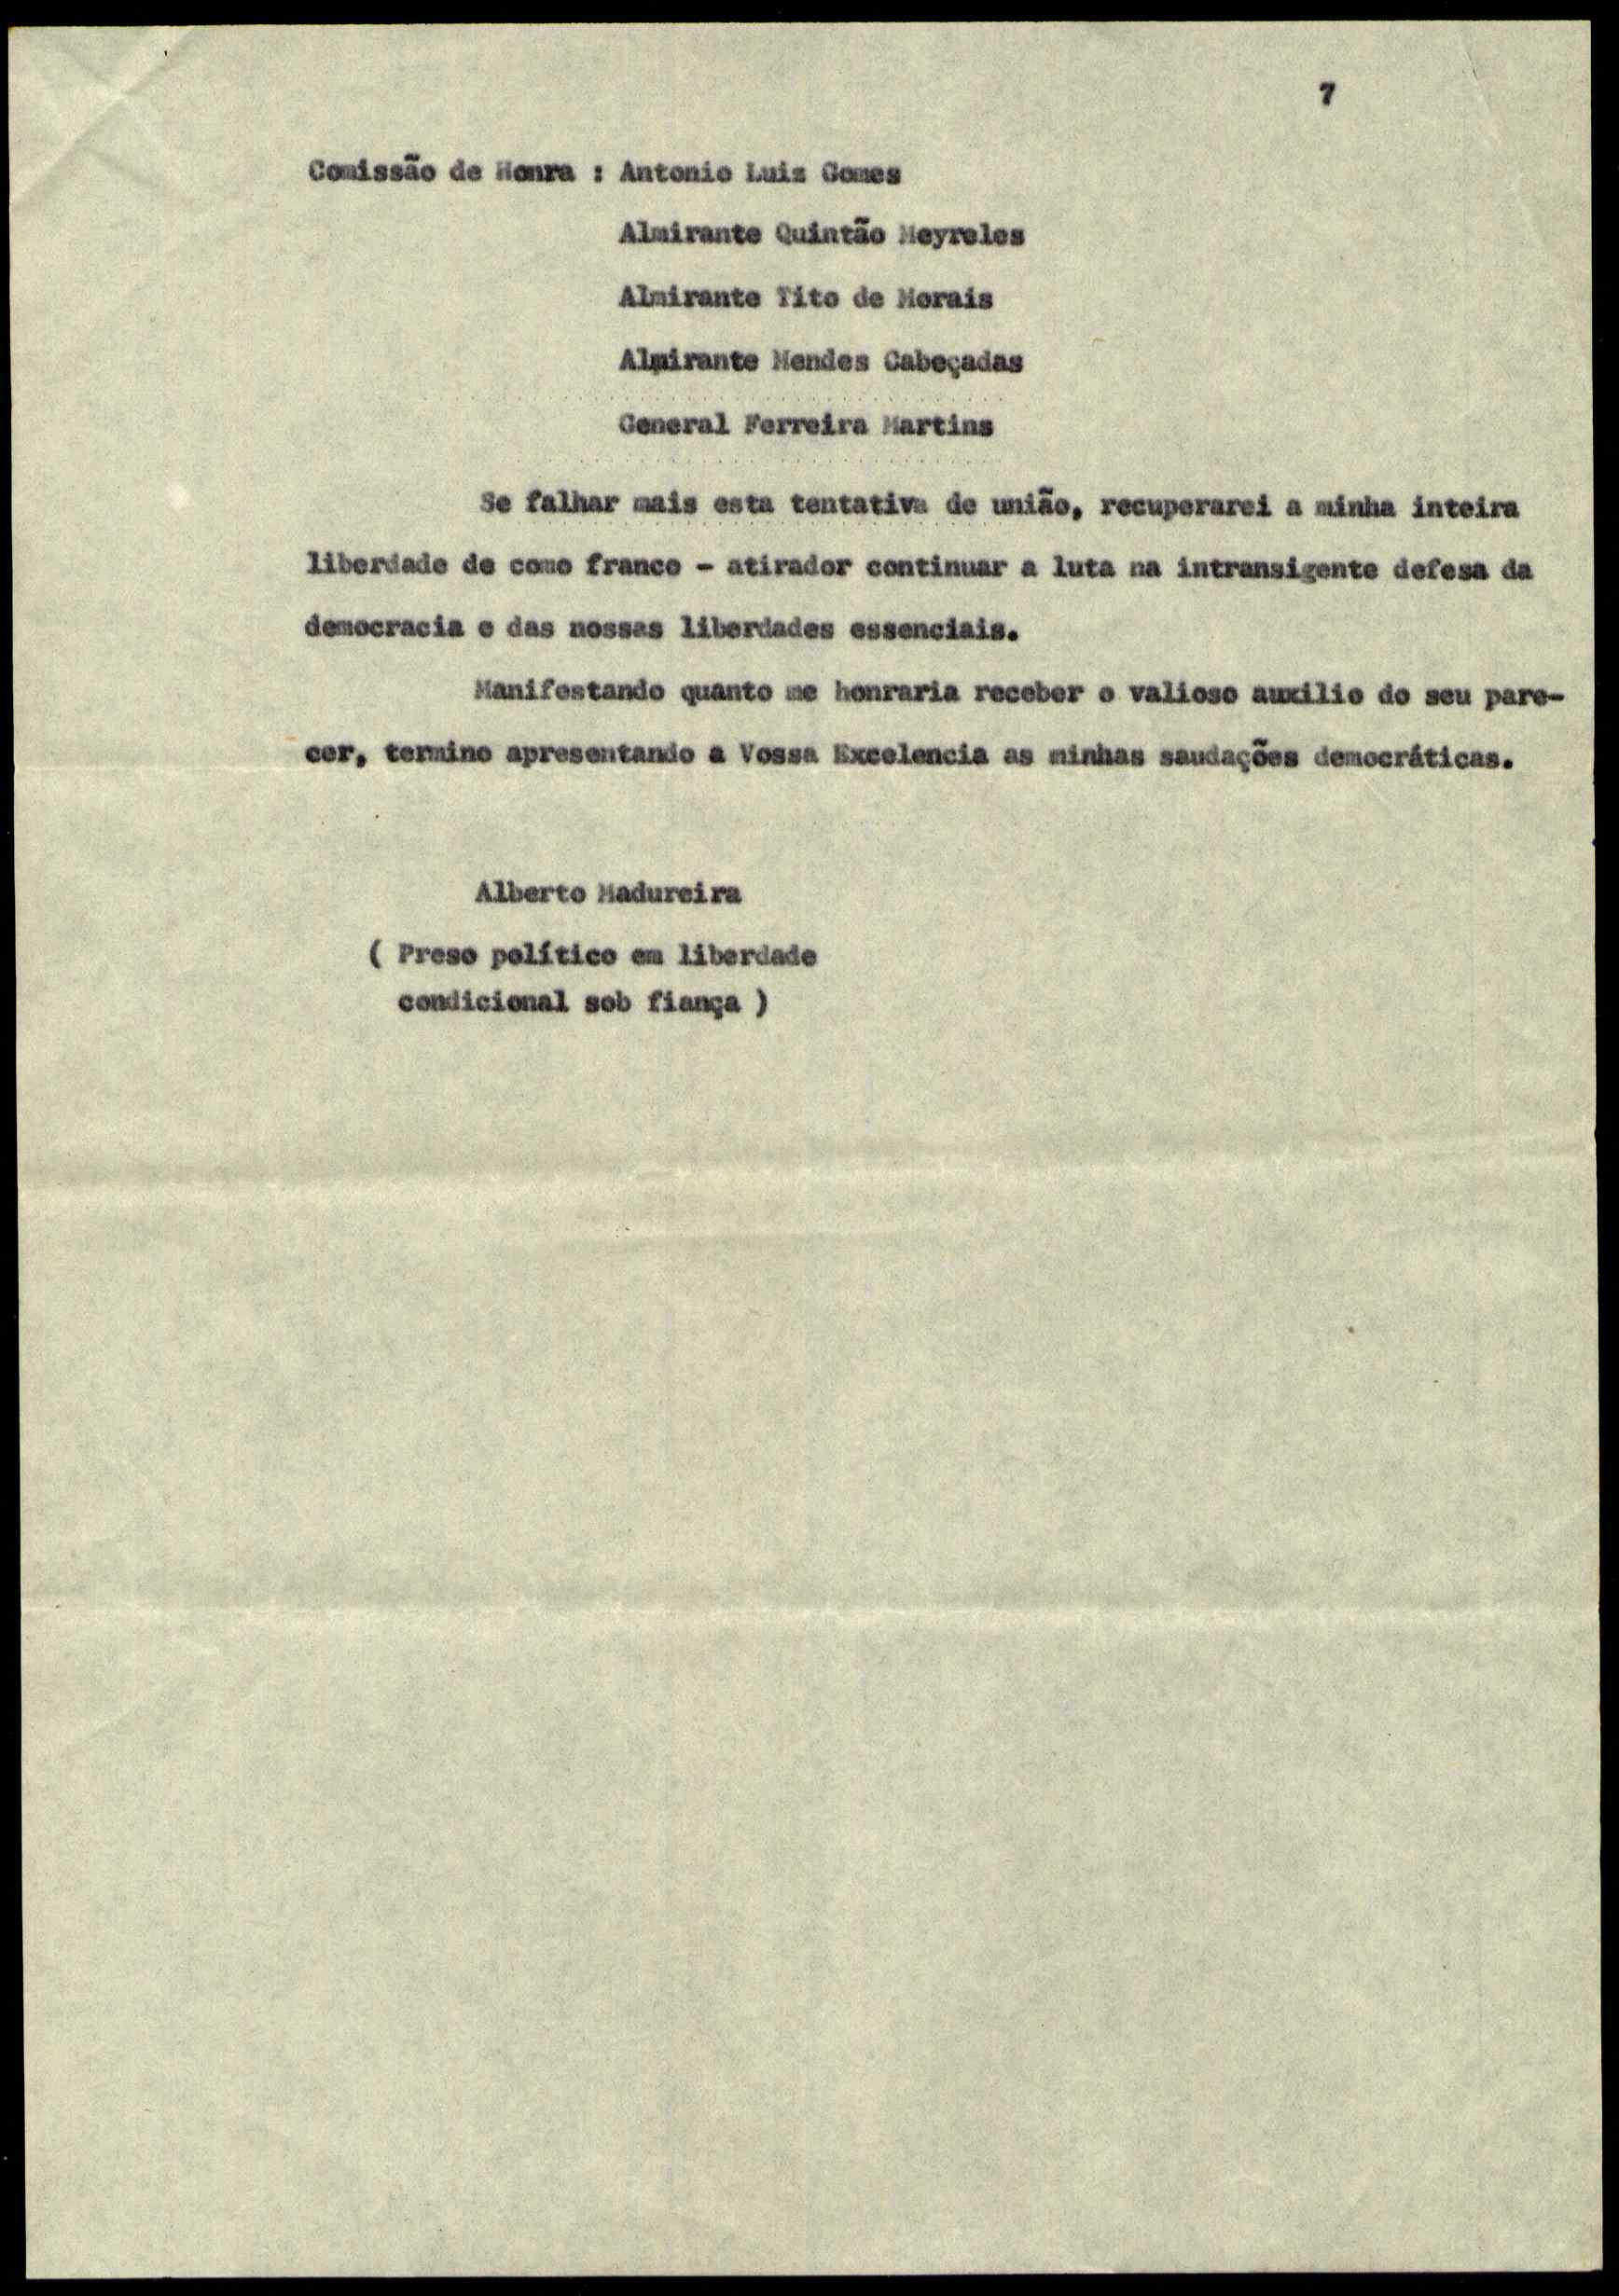 7
Comissão de Honra : Antonio Luiz Gomes
Almirante Quintão Meyreles
Almirante Tito de Morais
Almirante Mendes Cabeçadas
General Ferreira Martins
Se falhar mais esta tentativa de união, recuperarei a minha inteira
liberdade de como franco - atirador continuar a luta na intransigente defesa da
democracia e das nossas liberdades essenciais.
Manifestando quanto me honraria receber o valioso auxilio do seu pare-
cer, termino apresentando a Vossa Excelencia as minhas saudações democráticas.
Alberto Madureira
( Preso político em liberdade
condicional sob fiança )